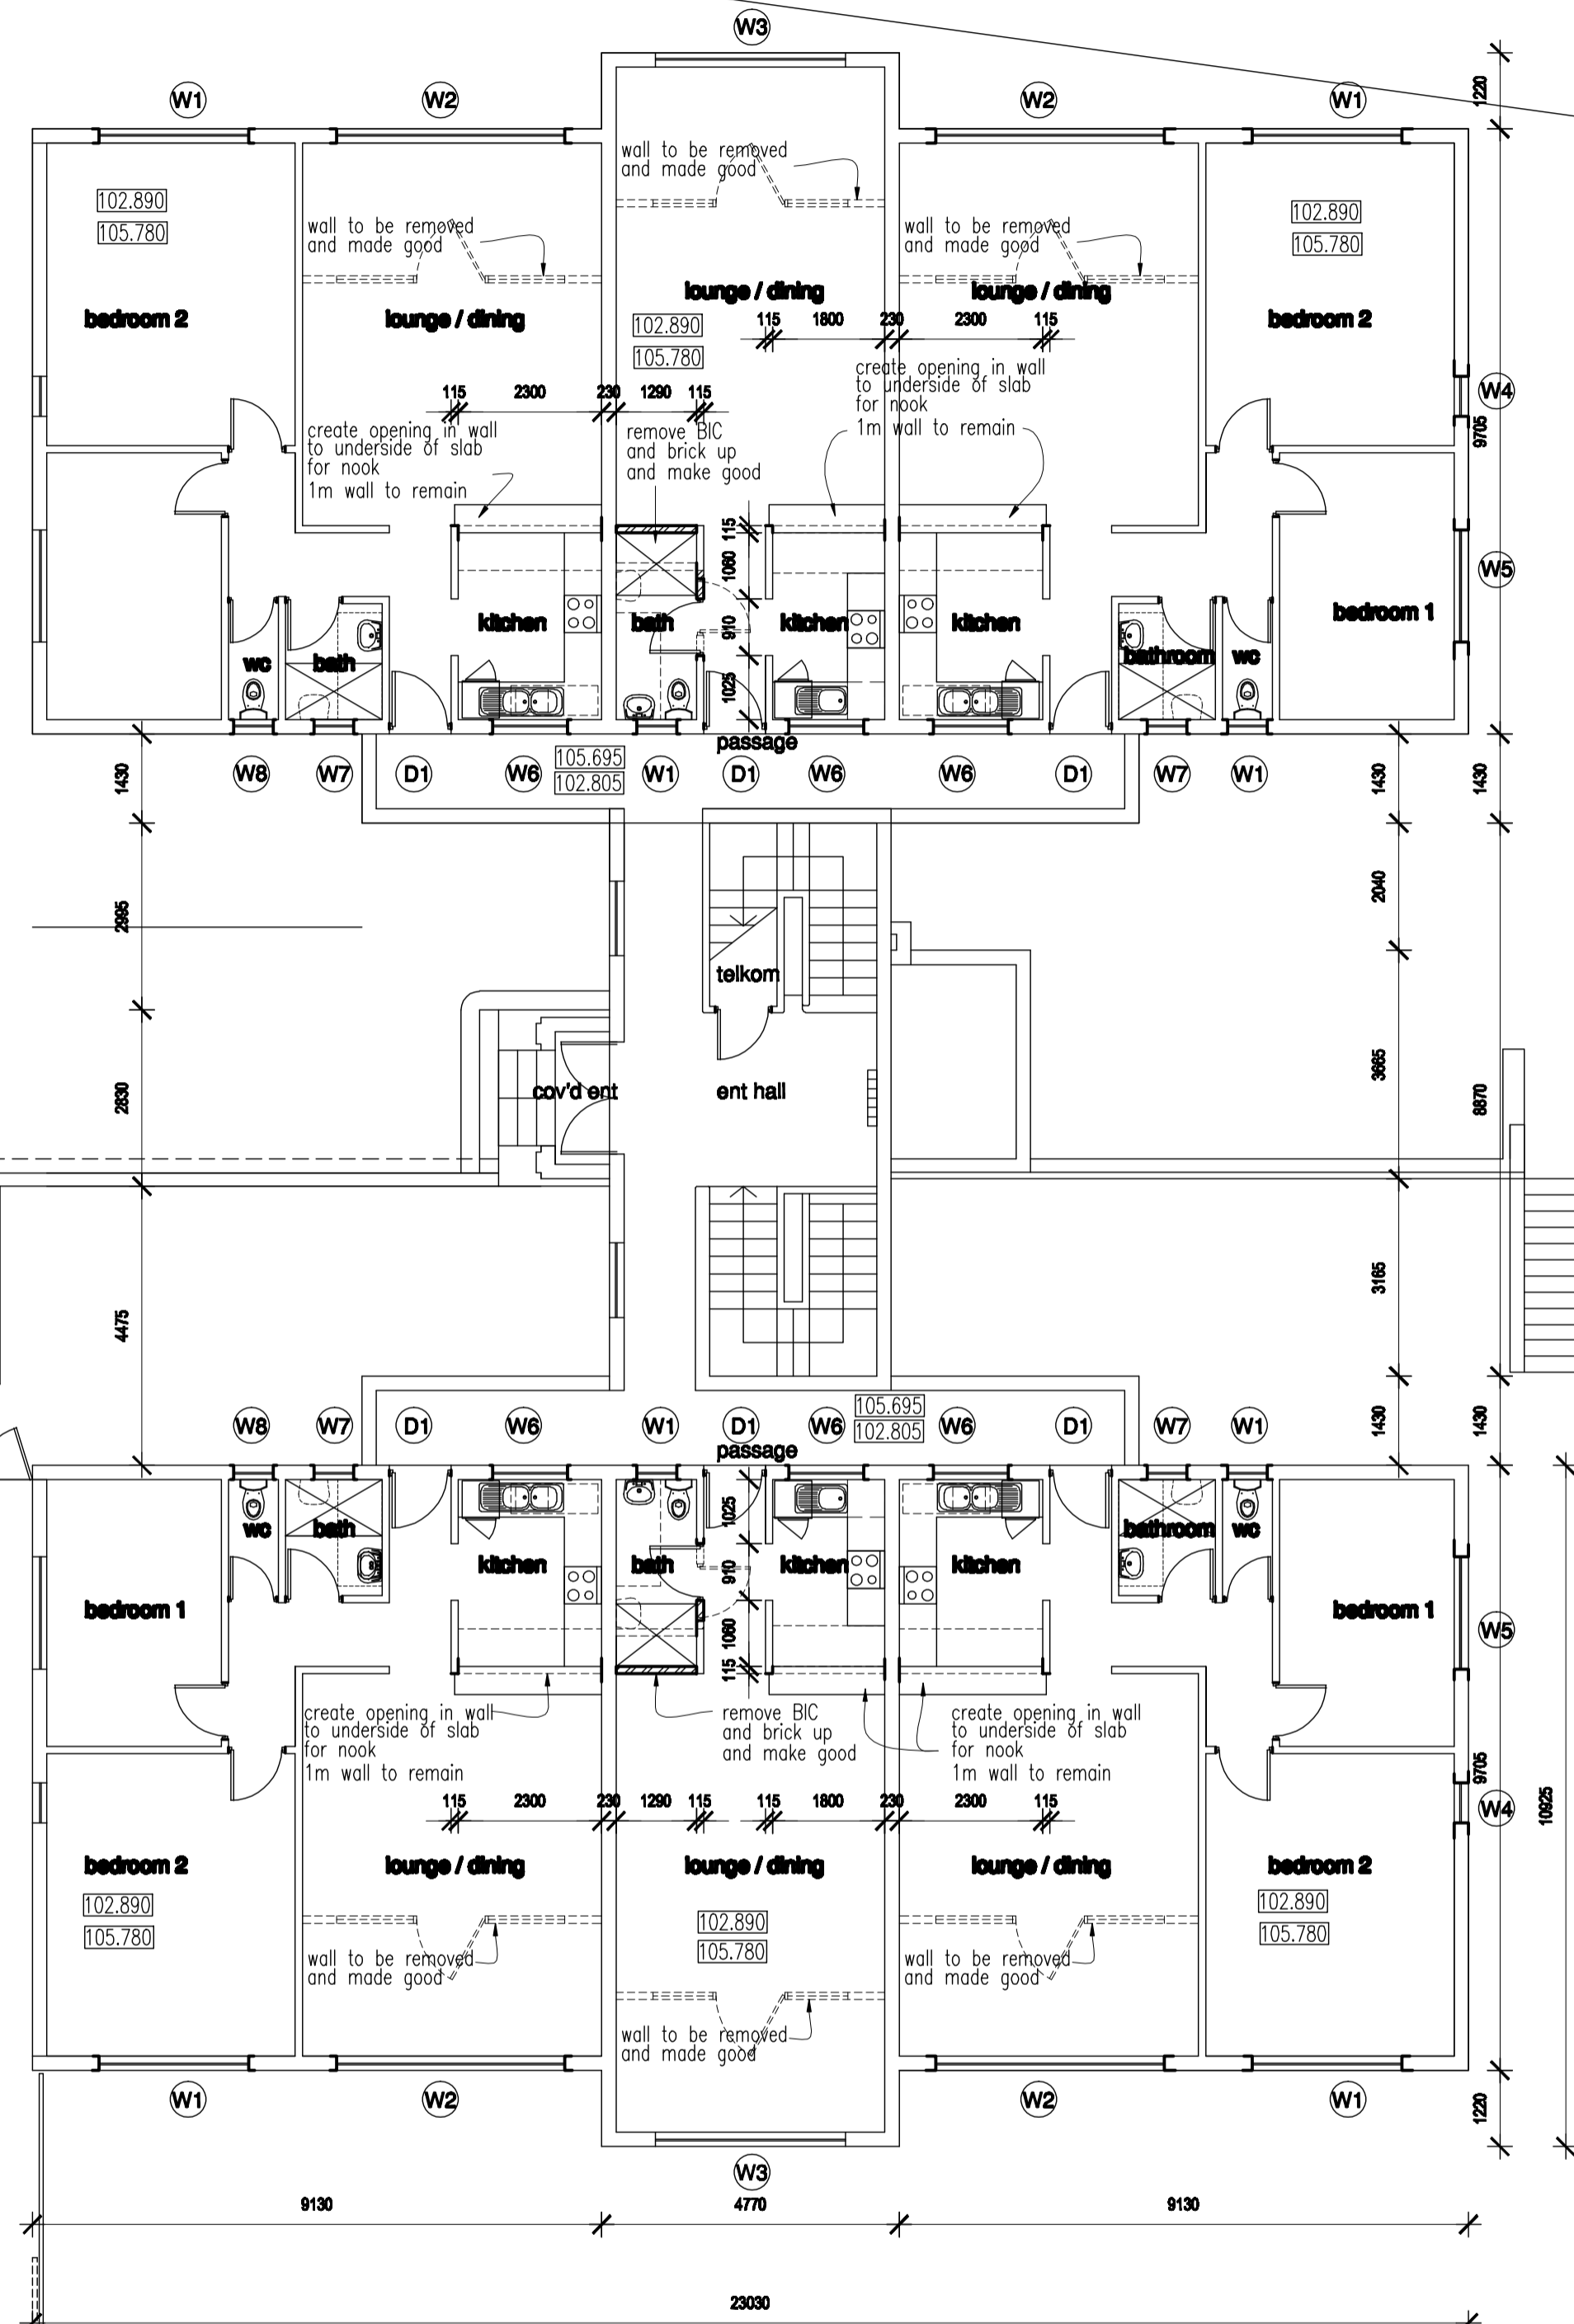 W3
W1
W2
W2
W1
1220
wall to be removed
and made good
102.890
105.780
102.890
105.780
wall to be removed
and made good
wall to be removed
and made good
bedroom 2
lounge / dining
lounge / dining
lounge / dining
bedroom 2
102.890
105.780
115
1800
230
2300
115
115
2300
230
1290
115
create opening in wall
to underside of slab
for nook
1m wall to remain
W4
9705
create opening in wall
to underside of slab
for nook
1m wall to remain
remove BIC
and brick up
and make good
115
1060
910
1025
W5
kitchen
bath
kitchen
kitchen
bedroom 1
wc
bath
bathroom
wc
passage
105.695
102.805
W8
W7
D1
W6
W1
D1
W6
W6
D1
W7
W1
1430
1430
1430
2995
2040
telkom
cov'd ent
ent hall
2830
3665
8870
4475
3165
105.695
102.805
1430
1430
W8
W7
D1
W6
W1
D1
W6
W6
D1
W7
W1
passage
wc
bath
bathroom
wc
1025
910
1060
115
kitchen
bath
kitchen
kitchen
bedroom 1
bedroom 1
W5
create opening in wall
to underside of slab
for nook
1m wall to remain
remove BIC
and brick up
and make good
create opening in wall
to underside of slab
for nook
1m wall to remain
9705
10925
W4
115
2300
230
1290
115
115
1800
230
2300
115
bedroom 2
lounge / dining
lounge / dining
lounge / dining
bedroom 2
102.890
105.780
102.890
105.780
102.890
105.780
wall to be removed
and made good
wall to be removed
and made good
wall to be removed
and made good
W1
W2
W2
W1
1220
W3
9130
4770
9130
23030